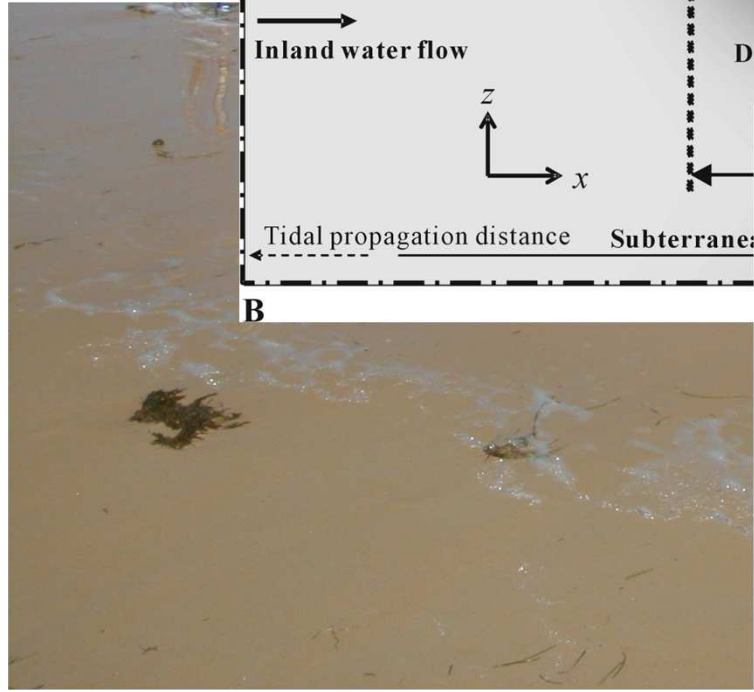 Inland water flow
D
z
x
Tidal propagation distance
Subterranea
B